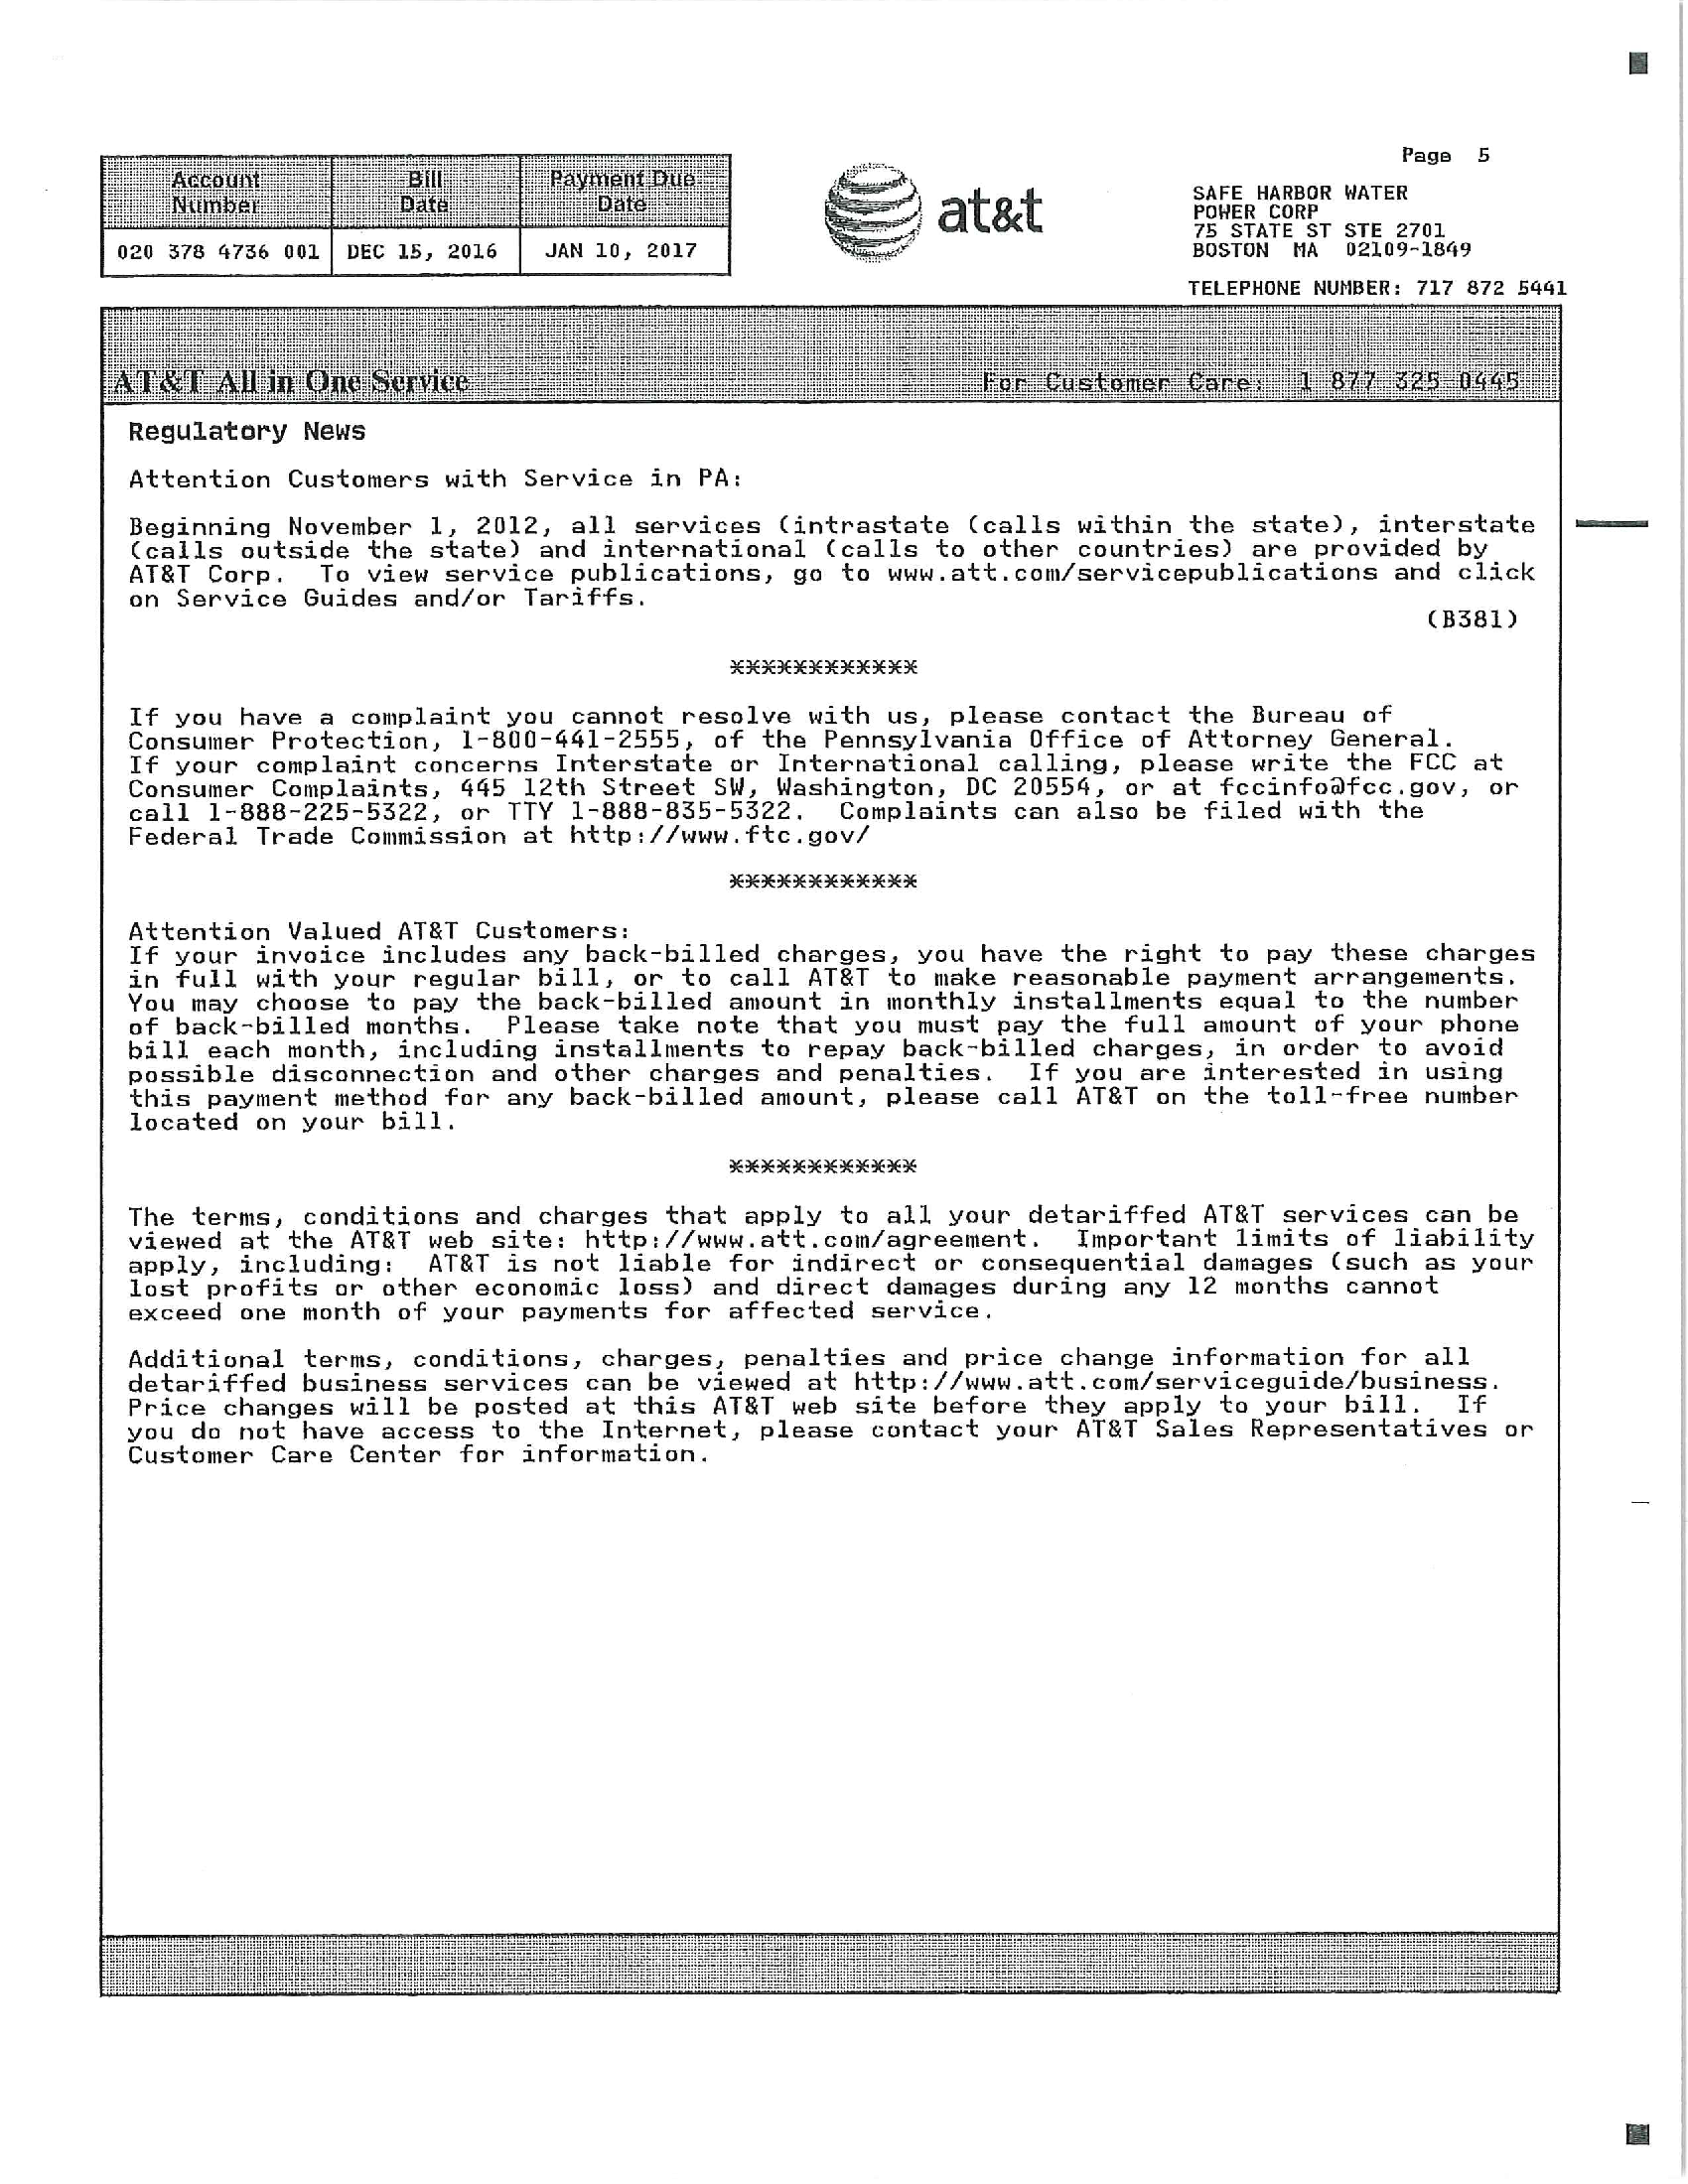 Page 5
Account Number
Bill Date
Payment Due Date
020 378 4736 001 DEC 15, 2016 JAN 10, 2017
at&t
SAFE HARBOR WATER
POWER CORP
75 STATE ST STE 2701
BOSTON MA 02109-1849
TELEPHONE NUMBER: 717 872 5441
AT&T All in One Service For Customer Care: 1 877 325 0445
Regulatory News
Attention Customers with Service in PA:
Beginning November 1, 2012, all services (intrastate (calls within the state), interstate
(calls outside the state) and international (calls to other countries) are provided by
AT&T Corp. To view service publications, go to www.att.com/servicepublications and click
on Service Guides and/or Tariffs.
(B381)
************
If you have a complaint you cannot resolve with us, please contact the Bureau of
Consumer Protection, 1-800-441-2555, of the Pennsylvania Office of Attorney General.
If your complaint concerns Interstate or International calling, please write the FCC at
Consumer Complaints, 445 12th Street SW, Washington, DC 20554, or at fccinfo@fcc.gov, or
call 1-888-225-5322, or TTY 1-888-835-5322. Complaints can also be filed with the
Federal Trade Commission at http://www.ftc.gov/
************
Attention Valued AT&T Customers:
If your invoice includes any back-billed charges, you have the right to pay these charges
in full with your regular bill, or to call AT&T to make reasonable payment arrangements.
You may choose to pay the back-billed amount in monthly installments equal to the number
of back-billed months. Please take note that you must pay the full amount of your phone
bill each month, including installments to repay back-billed charges, in order to avoid
possible disconnection and other charges and penalties. If you are interested in using
this payment method for any back-billed amount, please call AT&T on the toll-free number
located on your bill.
************
The terms, conditions and charges that apply to all your detariffed AT&T services can be
viewed at the AT&T web site: http://www.att.com/agreement. Important limits of liability
apply, including: AT&T is not liable for indirect or consequential damages (such as your
lost profits or other economic loss) and direct damages during any 12 months cannot
exceed one month of your payments for affected service.
Additional terms, conditions, charges, penalties and price change information for all
detariffed business services can be viewed at http://www.att.com/serviceguide/business.
Price changes will be posted at this AT&T web site before they apply to your bill. If
you do not have access to the Internet, please contact your AT&T Sales Representatives or
Customer Care Center for information.